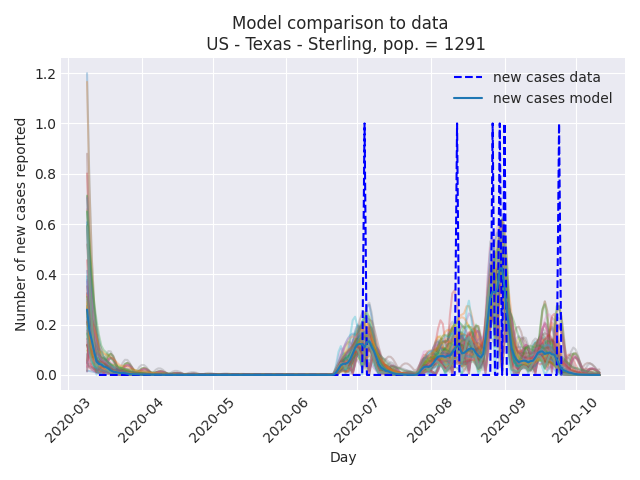 Model comparison to data
US - Texas - Sterling, pop. = 1291
new cases data
new cases model
Number of new cases reported
1.2
1.0
0.8
0.6
0.4
0.2
0.0
2020-03
2020-04
2020-05
2020-06
2020-07
2020-08
2020-09
2020-10
Day